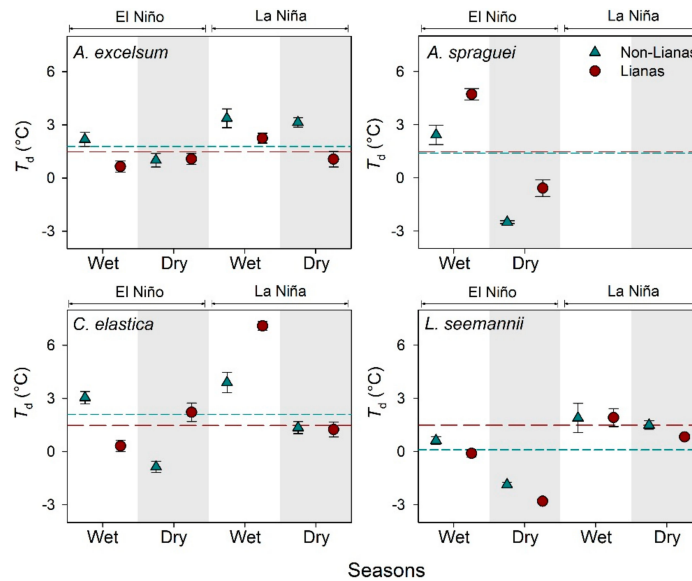 El Niño La Niña El Niño La Niña
A. excelsum A. spraguei Non-Lianas
Lianas
6
3
0
-3
T_d (°C)
6
3
0
-3
T_d (°C)
Wet Dry Wet Dry Wet Dry Wet Dry
El Niño La Niña El Niño La Niña
C. elastica L. seemannii
6
3
0
-3
T_d (°C)
6
3
0
-3
T_d (°C)
Wet Dry Wet Dry Wet Dry Wet Dry
Seasons